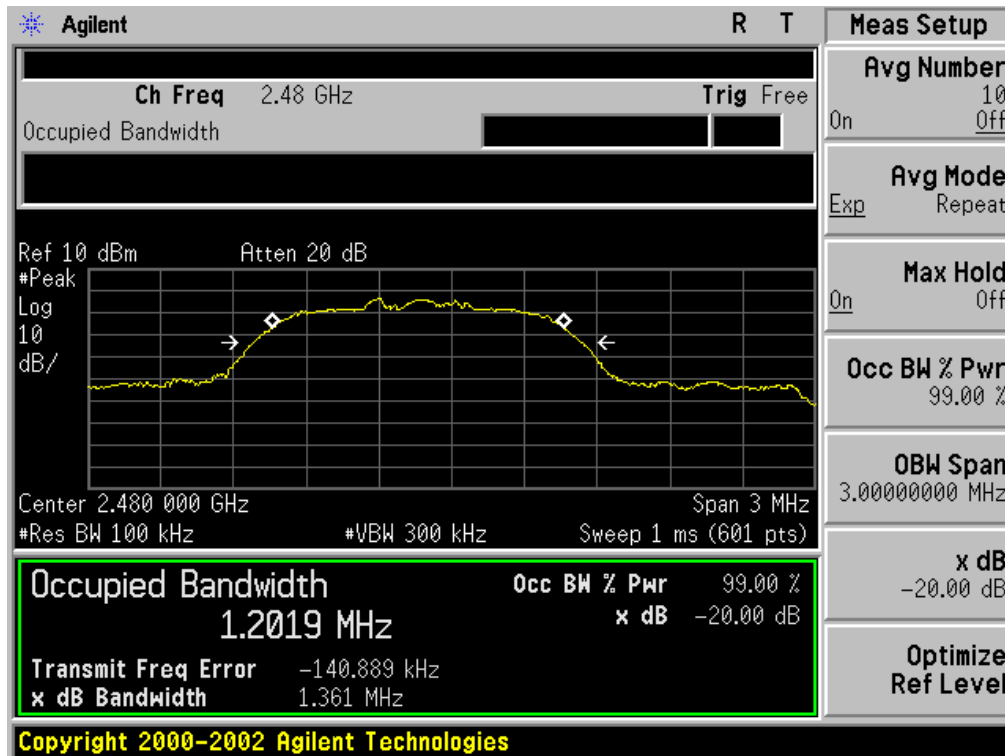 Agilent R T
Ch Freq 2.48 GHz Trig Free
Occupied Bandwidth
Ref 10 dBm Atten 20 dB
#Peak
Log
10
dB/
Center 2.480 000 GHz Span 3 MHz
#Res BW 100 kHz #VBW 300 kHz Sweep 1 ms (601 pts)
Occupied Bandwidth Occ BW % Pwr 99.00 %
1.2019 MHz x dB -20.00 dB
Transmit Freq Error -140.889 kHz
x dB Bandwidth 1.361 MHz
Copyright 2000-2002 Agilent Technologies
Meas Setup
Avg Number
10
On Off
Avg Mode
Exp Repeat
Max Hold
On Off
Occ BW % Pwr
99.00 %
OBW Span
3.00000000 MHz
x dB
-20.00 dB
Optimize
Ref Level